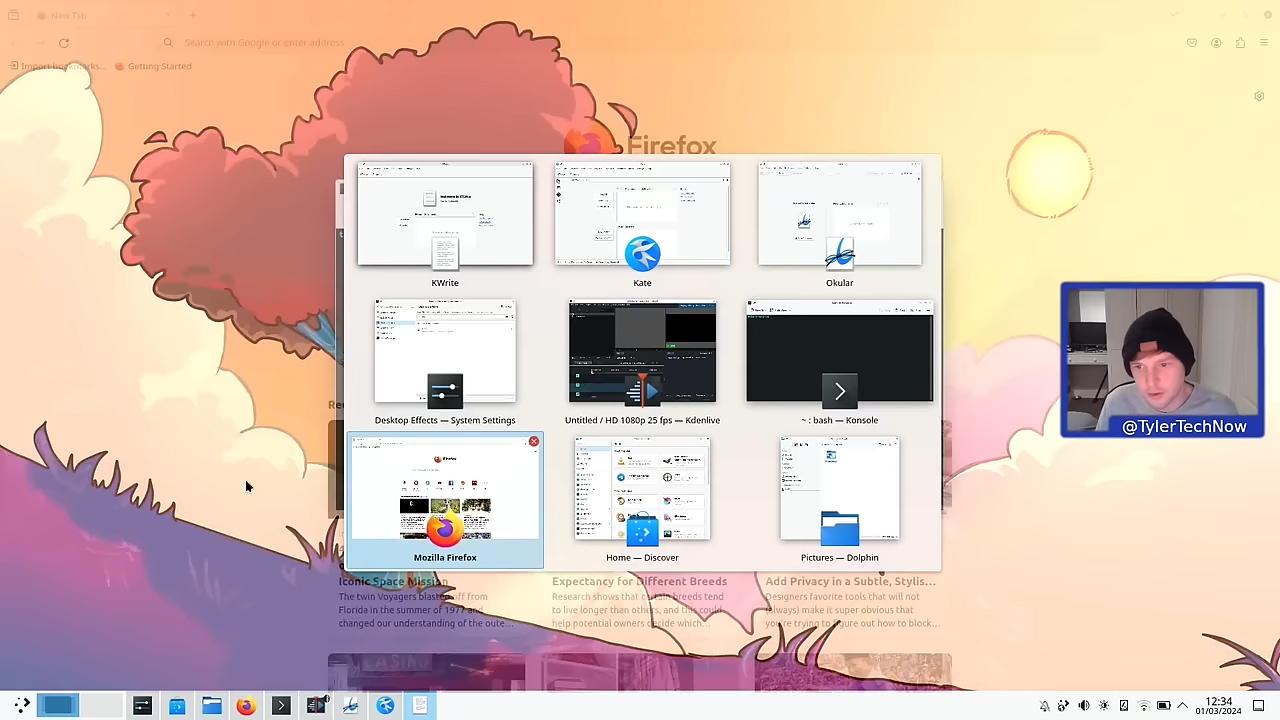 New Tab
Search with Google or enter address
Import bookmarks...
Getting Started
Firefox
KWrite
Kate
Okular
Desktop Effects — System Settings
Untitled / HD 1080p 25 fps — Kdenlive
~ : bash — Konsole
@TylerTechNow
Mozilla Firefox
Home — Discover
Pictures — Dolphin
Iconic Space Mission
The twin Voyagers blasted off from
Florida in the summer of 1977 and
changed our understanding of the oute...
Expectancy for Different Breeds
Research shows that certain breeds tend
to live longer than others, and this could
help potential owners decide which...
Add Privacy in a Subtle, Stylis...
Designers favorite tools that will not
(always) make it super obvious that
you're trying to figure out how to block...
12:34
01/03/2024